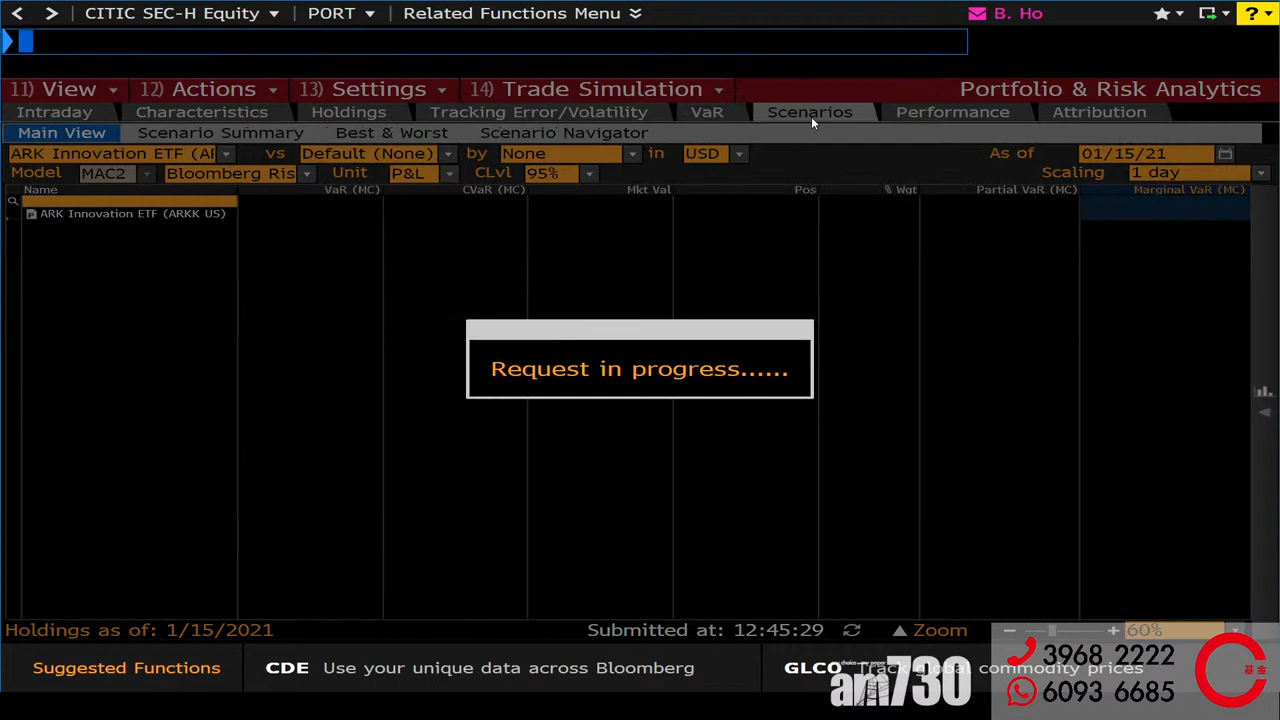 CITIC SEC-H Equity PORT Related Functions Menu B. Ho ?
11) View 12) Actions 13) Settings 14) Trade Simulation Portfolio & Risk Analytics
Intraday Characteristics Holdings Tracking Error/Volatility VaR Scenarios Performance Attribution
Main View Scenario Summary Best & Worst Scenario Navigator
ARK Innovation ETF (AI vs Default (None) by None in USD As of 01/15/21
Model MAC2 Bloomberg Ris Unit P&L CLvl 95% Scaling 1 day
Name VaR (MC) CVaR (MC) Mkt Val Pos % Wgt Partial VaR (MC) Marginal VaR (MC)
ARK Innovation ETF (ARKK US)
Request in progress......
Holdings as of: 1/15/2021 Submitted at: 12:45:29 Zoom 60%
Suggested Functions CDE Use your unique data across Bloomberg GLCO Track global commodity prices
am730
3968 2222
6093 6685
基金